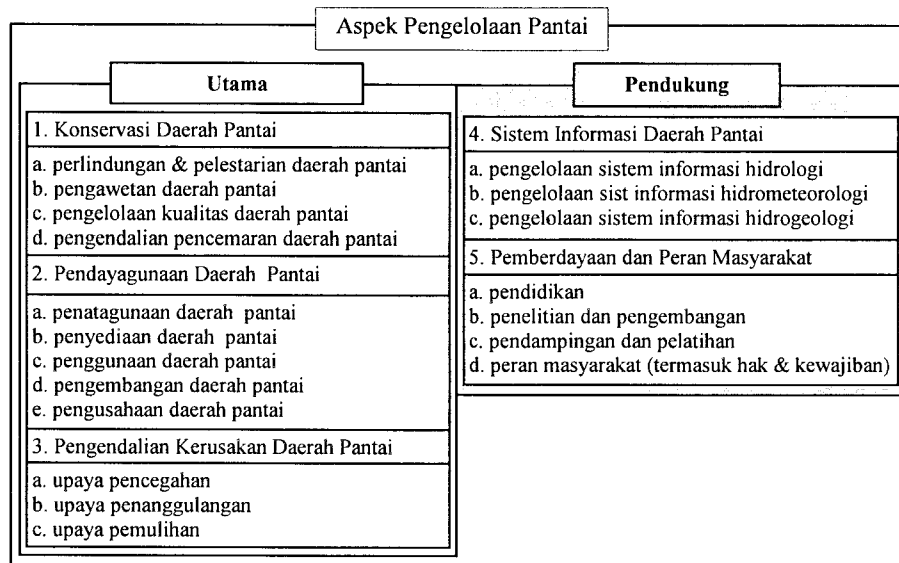 Aspek Pengelolaan Pantai
Utama
1. Konservasi Daerah Pantai
a. perlindungan & pelestarian daerah pantai
b. pengawetan daerah pantai
c. pengelolaan kualitas daerah pantai
d. pengendalian pencemaran daerah pantai
2. Pendayagunaan Daerah Pantai
a. penatagunaan daerah pantai
b. penyediaan daerah pantai
c. penggunaan daerah pantai
d. pengembangan daerah pantai
e. pengusahaan daerah pantai
3. Pengendalian Kerusakan Daerah Pantai
a. upaya pencegahan
b. upaya penanggulangan
c. upaya pemulihan
Pendukung
4. Sistem Informasi Daerah Pantai
a. pengelolaan sistem informasi hidrologi
b. pengelolaan sist informasi hidrometeorologi
c. pengelolaan sistem informasi hidrogeologi
5. Pemberdayaan dan Peran Masyarakat
a. pendidikan
b. penelitian dan pengembangan
c. pendampingan dan pelatihan
d. peran masyarakat (termasuk hak & kewajiban)